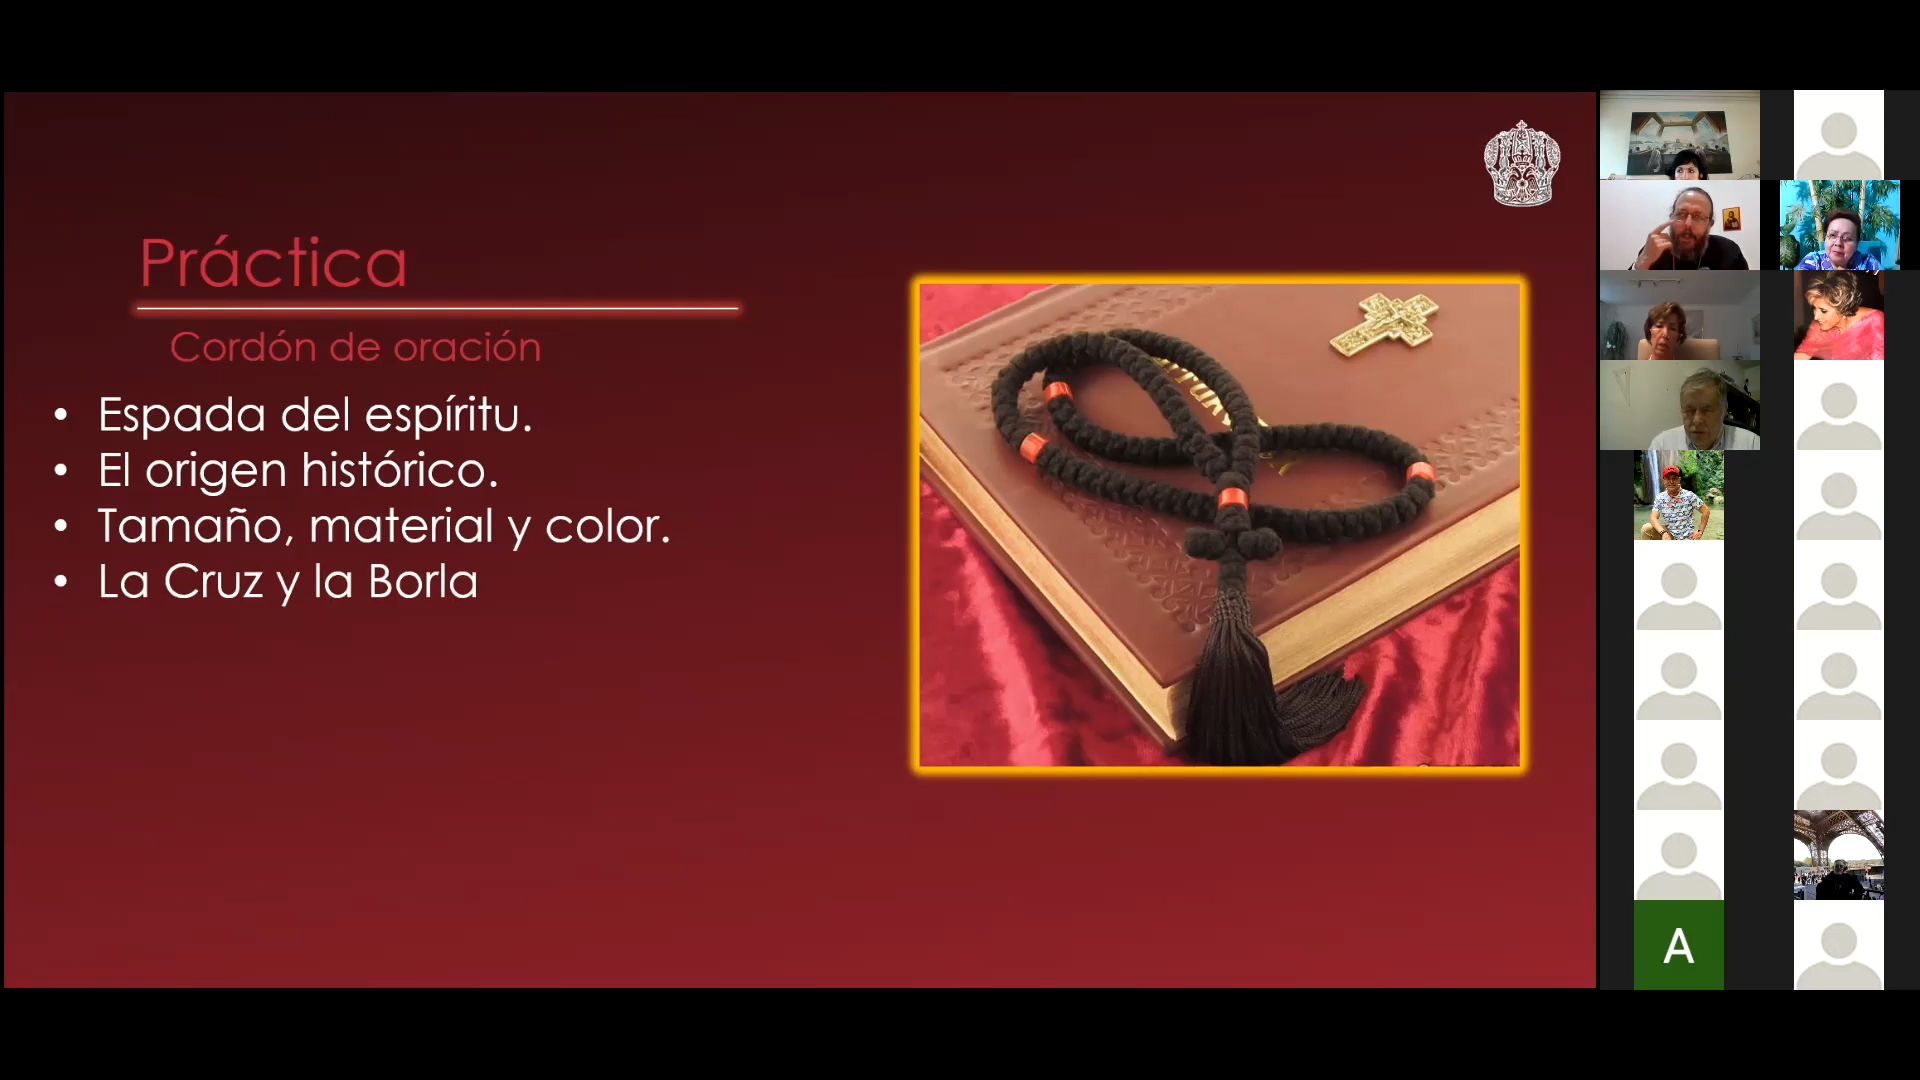 Práctica
Cordón de oración
• Espada del espíritu.
• El origen histórico.
• Tamaño, material y color.
• La Cruz y la Borla
A